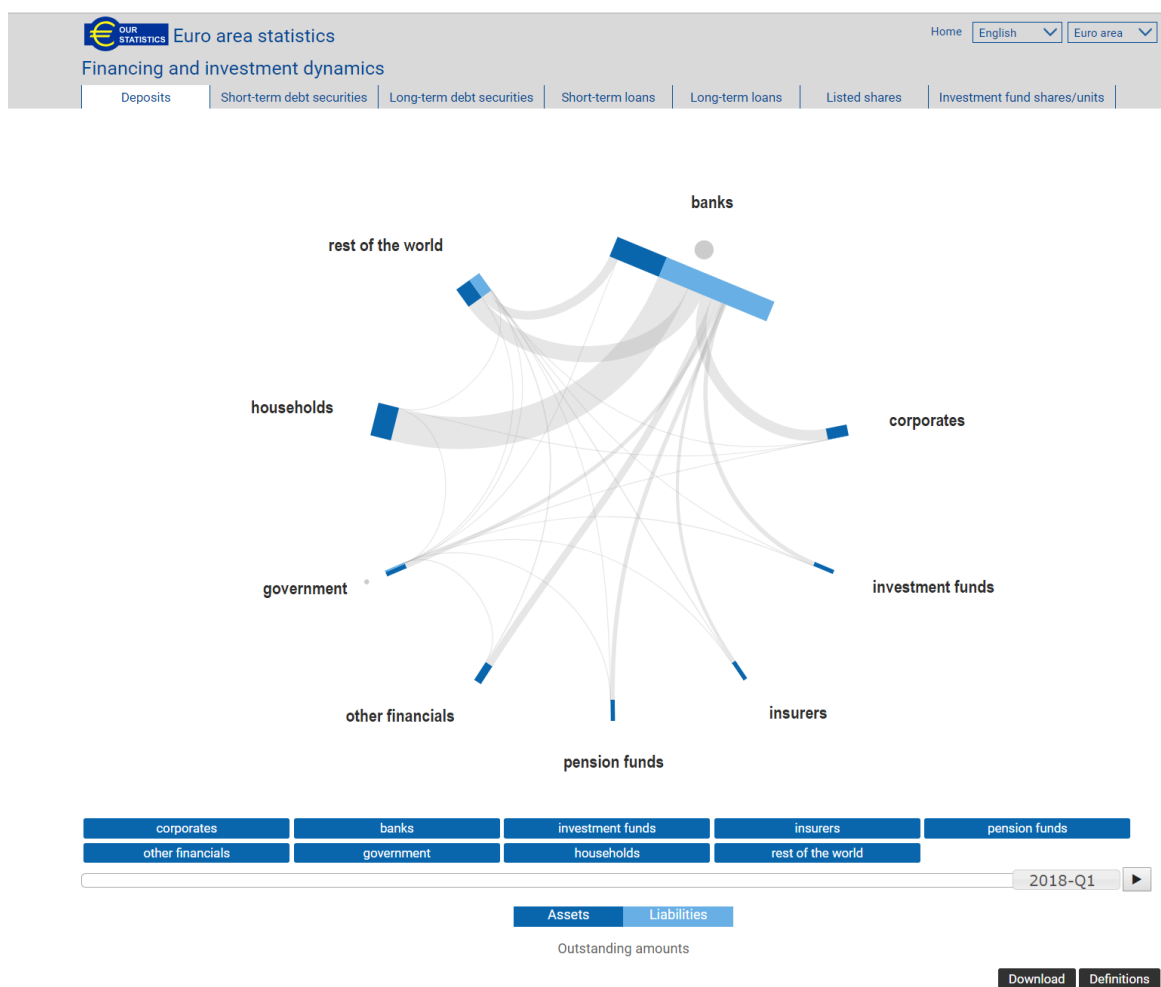 OUR
STATISTICS
Euro area statistics
Home
English
Euro area
Financing and investment dynamics
Deposits
Short-term debt securities
Long-term debt securities
Short-term loans
Long-term loans
Listed shares
Investment fund shares/units
banks
rest of the world
households
corporates
government
investment funds
other financials
insurers
pension funds
corporates
banks
investment funds
insurers
pension funds
other financials
government
households
rest of the world
2018-Q1
Assets
Liabilities
Outstanding amounts
Download
Definitions